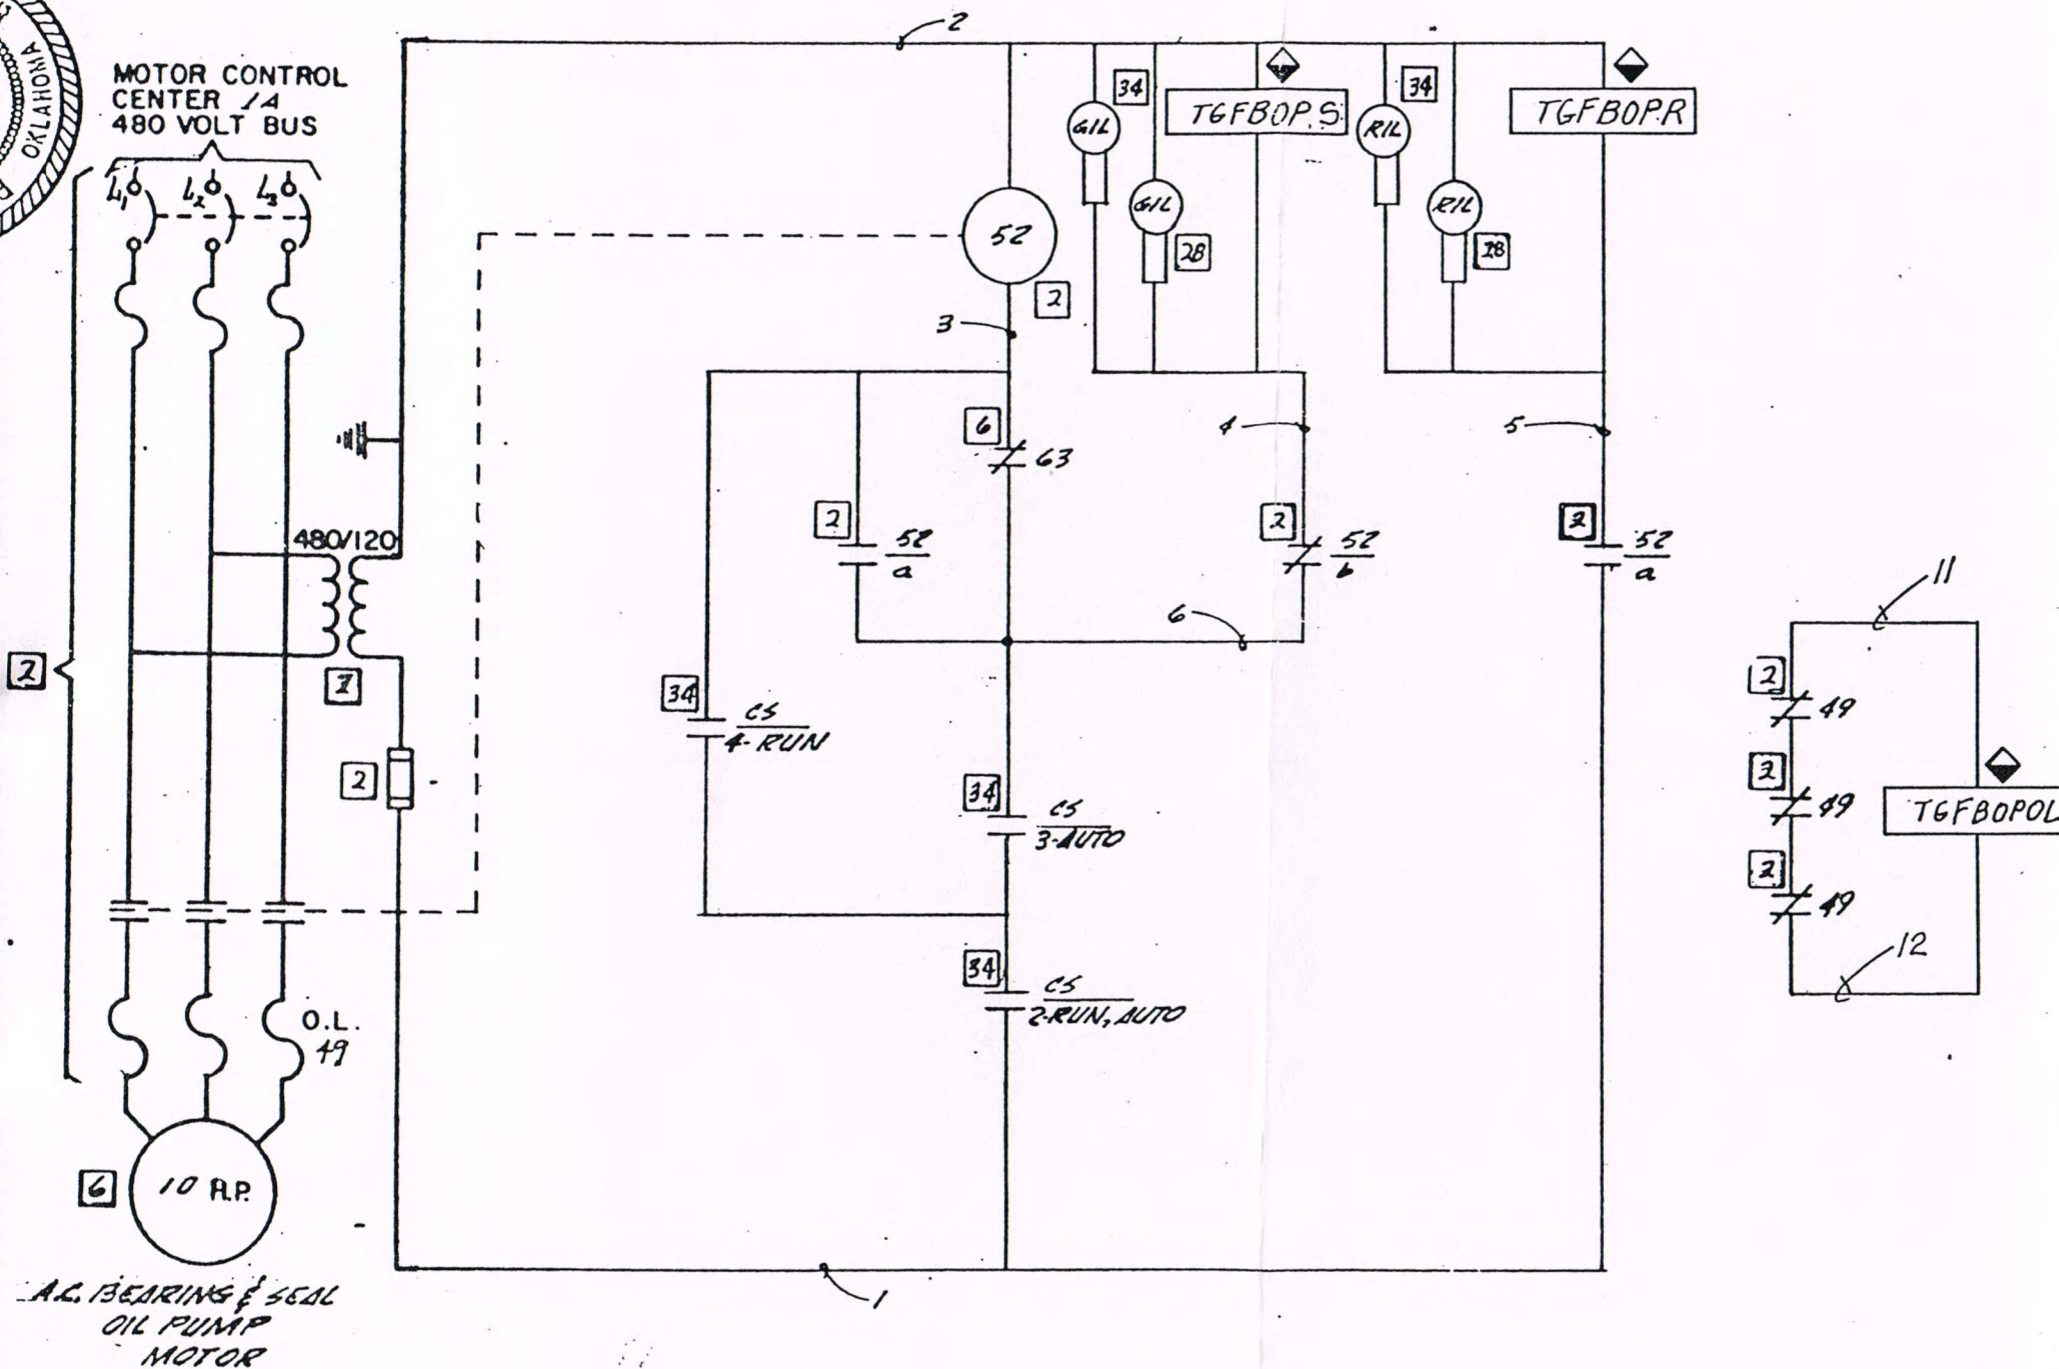 OKLAHOMA
MOTOR CONTROL
CENTER 1A
480 VOLT BUS
L1 L2 L3
2
480/120
2
2
O.L.
49
6
10 H.P.
A.C. BEARING & SEAL
OIL PUMP
MOTOR
2
52
2
3
6
63
2
52
a
34
CS
4-RUN
34
CS
3-AUTO
34
CS
2-RUN, AUTO
1
34
GIL
GIL
28
TGFBOP.S
4
2
52
b
6
34
RIL
RIL
28
TGFBOP.R
5
2
52
a
11
2
49
2
49
2
49
TGFBOPOL
12